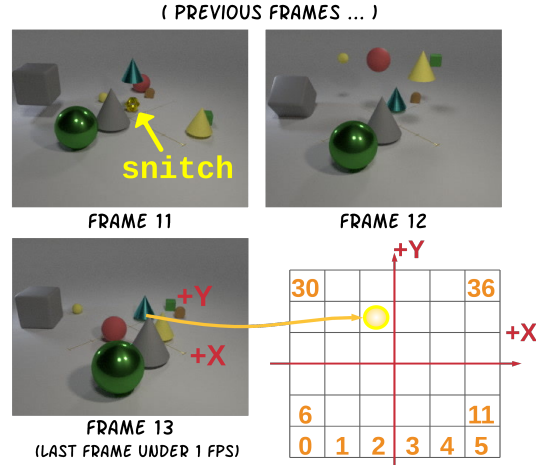 ( PREVIOUS FRAMES ... )
snitch
FRAME 11
FRAME 12
+Y
+X
FRAME 13
(LAST FRAME UNDER 1 FPS)
+Y
30
36
+X
6
11
0 1 2 3 4 5